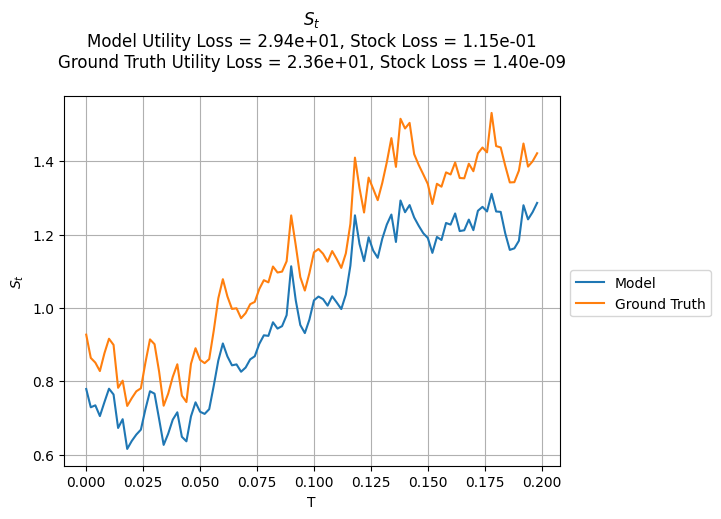 S_t
Model Utility Loss = 2.94e+01, Stock Loss = 1.15e-01
Ground Truth Utility Loss = 2.36e+01, Stock Loss = 1.40e-09
1.4
1.2
1.0
0.8
0.6
S_t
0.000 0.025 0.050 0.075 0.100 0.125 0.150 0.175 0.200
T
Model
Ground Truth